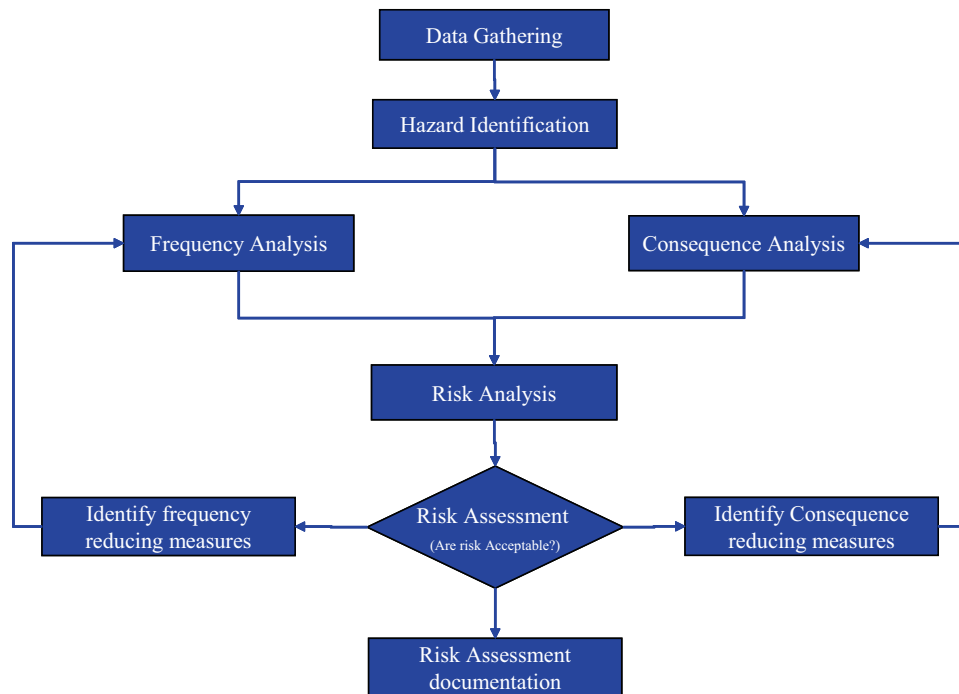 Data Gathering
Hazard Identification
Frequency Analysis
Consequence Analysis
Risk Analysis
Identify frequency
reducing measures
Risk Assessment
(Are risk Acceptable?)
Identify Consequence
reducing measures
Risk Assessment
documentation